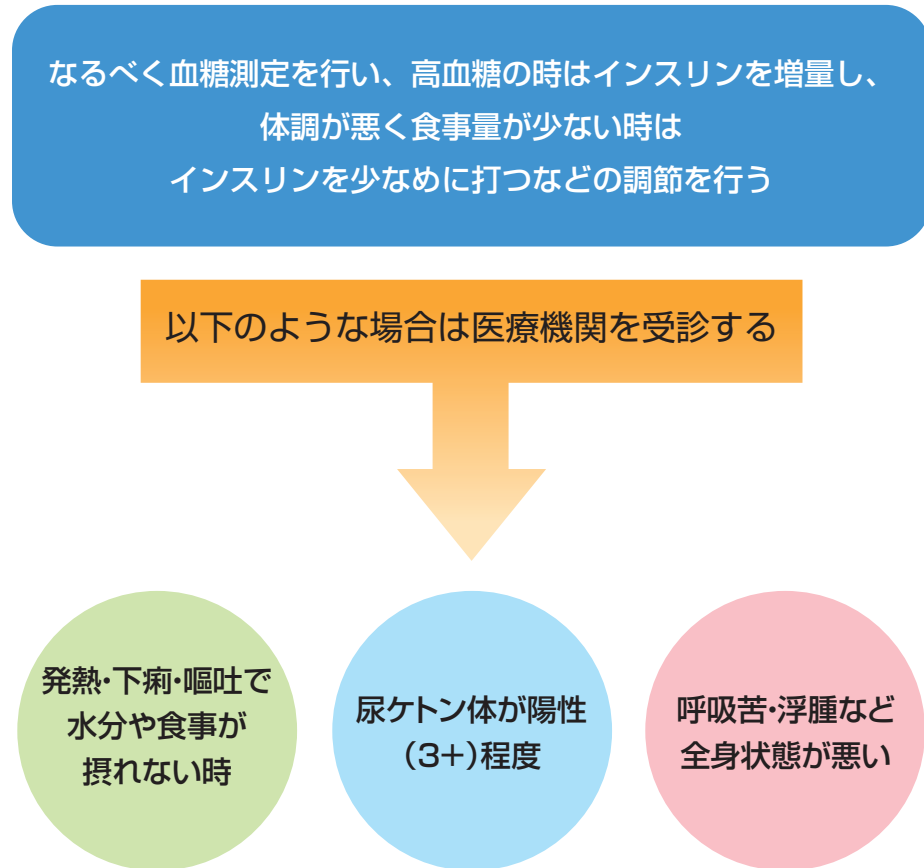 なるべく血糖測定を行い、高血糖の時はインスリンを増量し、
体調が悪く食事量が少ない時は
インスリンを少なめに打つなどの調節を行う
以下のような場合は医療機関を受診する
発熱・下痢・嘔吐で
水分や食事が
摂れない時
尿ケトン体が陽性
(3+)程度
呼吸苦・浮腫など
全身状態が悪い